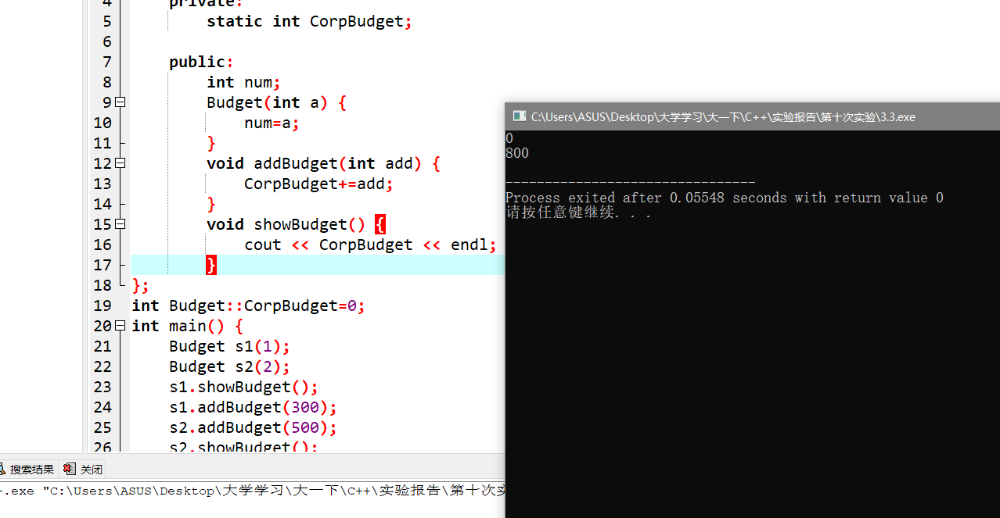 4 private:
5 static int CorpBudget;
6
7 public:
8 int num;
9 Budget(int a) {
10 num=a;
11 }
12 void addBudget(int add) {
13 CorpBudget+=add;
14 }
15 void showBudget() {
16 cout << CorpBudget << endl;
17 }
18 };
19 int Budget::CorpBudget=0;
20 int main() {
21 Budget s1(1);
22 Budget s2(2);
23 s1.showBudget();
24 s1.addBudget(300);
25 s2.addBudget(500);
26 s2.showBudget();
C:\Users\ASUS\Desktop\大学学习\大一下\C++\实验报告\第十次实验\3.3.exe
0
800
--------------------------------
Process exited after 0.05548 seconds with return value 0
请按任意键继续. . .
搜索结果 关闭
.exe "C:\Users\ASUS\Desktop\大学学习\大一下\C++\实验报告\第十次实